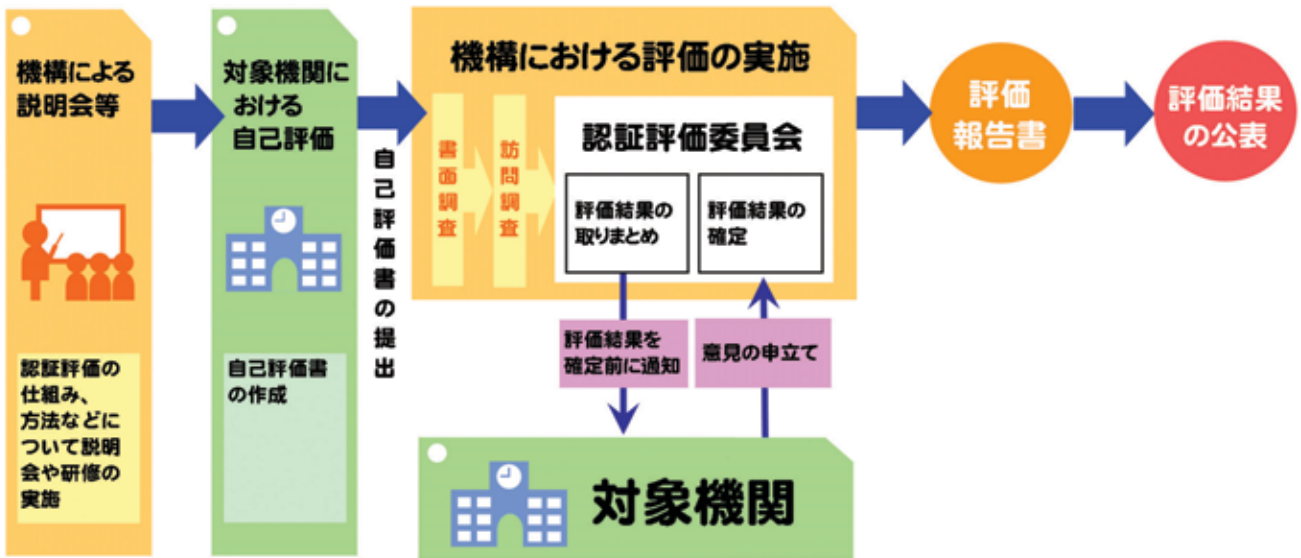 機構による
説明会等
認証評価の
仕組み、
方法などに
ついて説明
会や研修の
実施
対象機関に
おける
自己評価
自己評価書
の作成
自己評価書の提出
機構における評価の実施
書面調査
訪問調査
認証評価委員会
評価結果の
取りまとめ
評価結果の
確定
評価結果を
確定前に通知
意見の申立て
対象機関
評価
報告書
評価結果
の公表